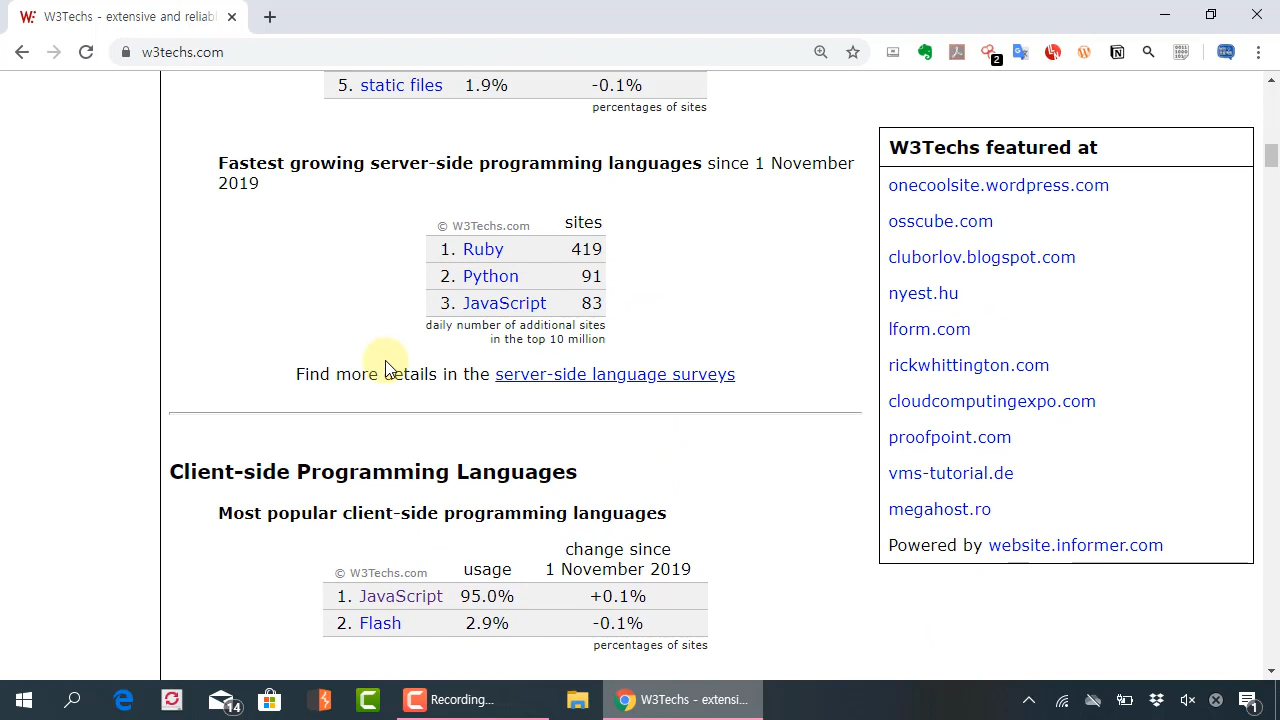 W3Techs - extensive and reliab
w3techs.com
2
5. static files 1.9% -0.1%
percentages of sites
Fastest growing server-side programming languages since 1 November
2019
© W3Techs.com sites
1. Ruby 419
2. Python 91
3. JavaScript 83
daily number of additional sites
in the top 10 million
Find more details in the server-side language surveys
Client-side Programming Languages
Most popular client-side programming languages
© W3Techs.com usage change since
1 November 2019
1. JavaScript 95.0% +0.1%
2. Flash 2.9% -0.1%
percentages of sites
W3Techs featured at
onecoolsite.wordpress.com
osscube.com
cluborlov.blogspot.com
nyest.hu
lform.com
rickwhittington.com
cloudcomputingexpo.com
proofpoint.com
vms-tutorial.de
megahost.ro
Powered by website.informer.com
14 Recording... W3Techs - extensi... 1